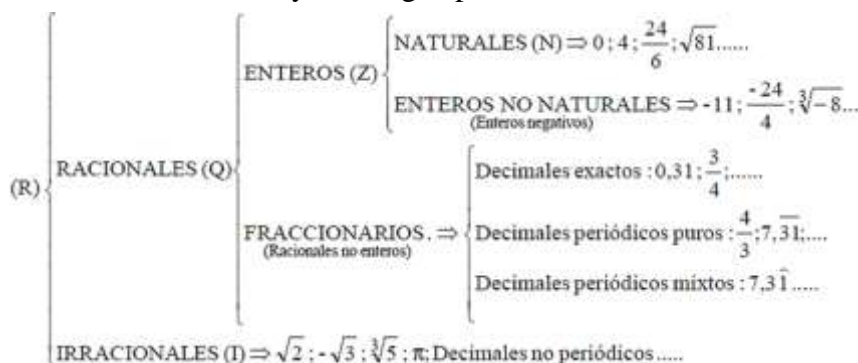 NATURALES (N) ⇒ 0 ; 4 ; 24/6 ; √81......
ENTEROS (Z)
ENTEROS NO NATURALES ⇒ -11 ; -24/4 ; ∛-8...
(Enteros negativos)
(R)
RACIONALES (Q)
Decimales exactos : 0,31 ; 3/4 ;......
FRACCIONARIOS. ⇒
(Racionales no enteros)
Decimales periódicos puros : 4/3 ; 7,3̅1̅;....
Decimales periódicos mixtos : 7,31̂.....
IRRACIONALES (I) ⇒ √2 ; -√3 ; ∛5 ; π; Decimales no periódicos.....